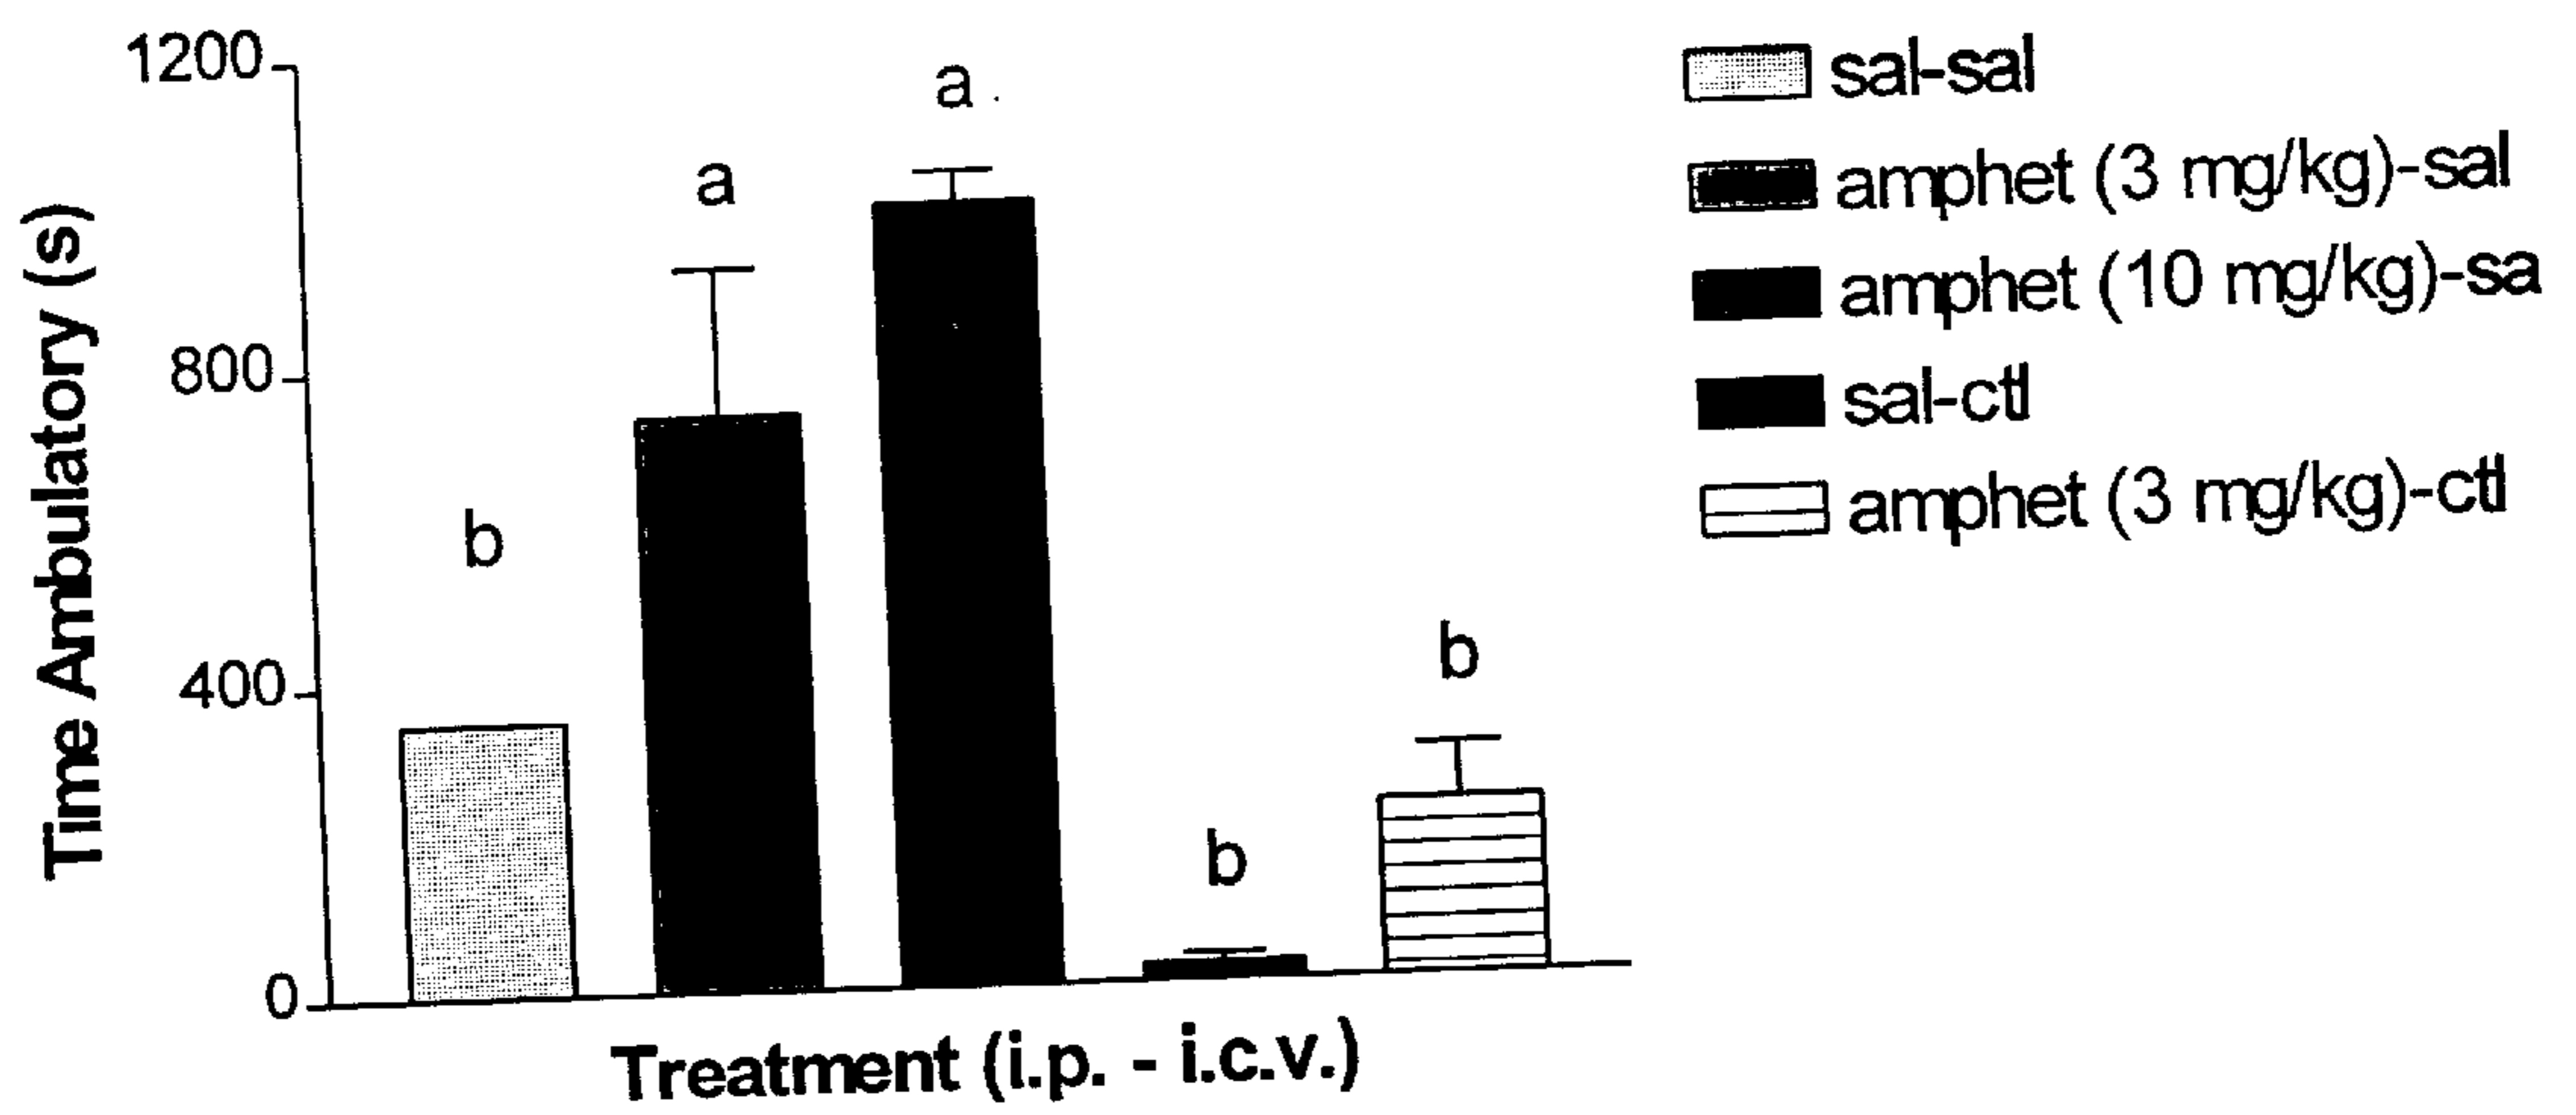 1200
800
400
0
Time Ambulatory (s)
b
a
a
b
b
Treatment (i.p. - i.c.v.)
sal-sal
amphet (3 mg/kg)-sal
amphet (10 mg/kg)-sa
sal-ctl
amphet (3 mg/kg)-ctl